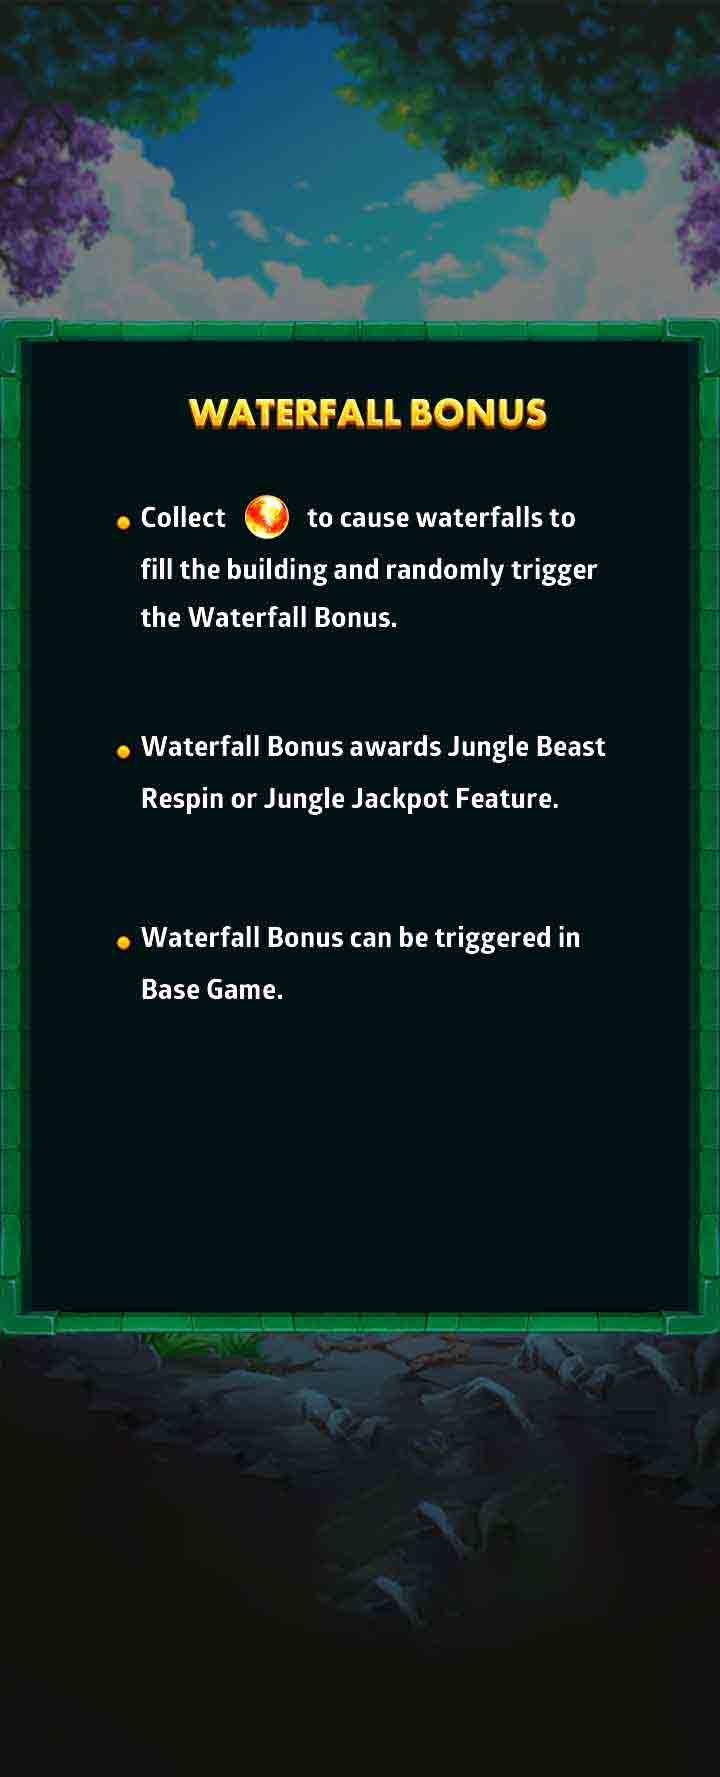 WATERFALL BONUS
Collect to cause waterfalls to
fill the building and randomly trigger
the Waterfall Bonus.
Waterfall Bonus awards Jungle Beast
Respin or Jungle Jackpot Feature.
Waterfall Bonus can be triggered in
Base Game.